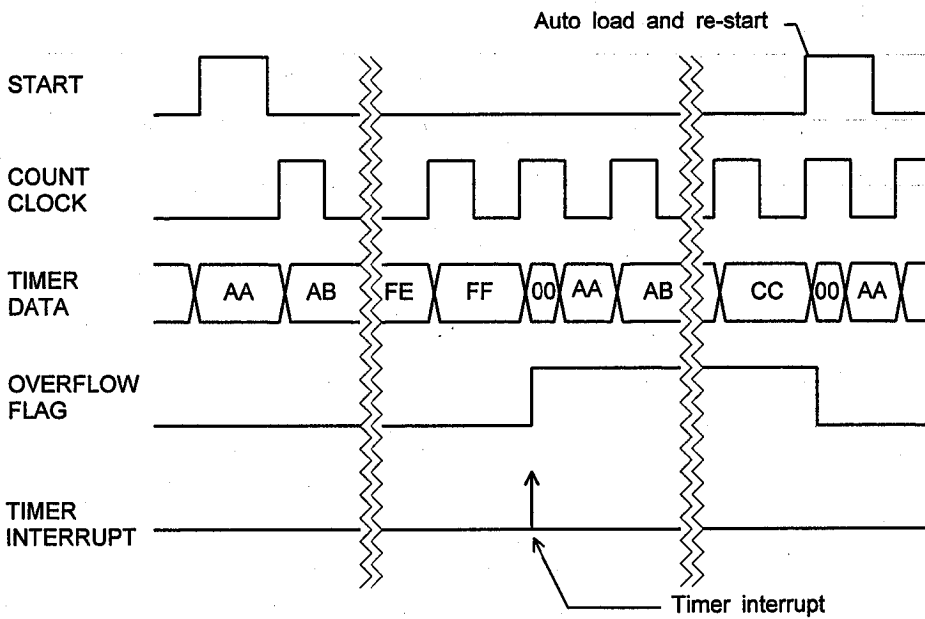 Auto load and re-start
START
COUNT
CLOCK
TIMER
DATA
AA
AB
FE
FF
00
AA
AB
CC
00
AA
OVERFLOW
FLAG
TIMER
INTERRUPT
Timer interrupt